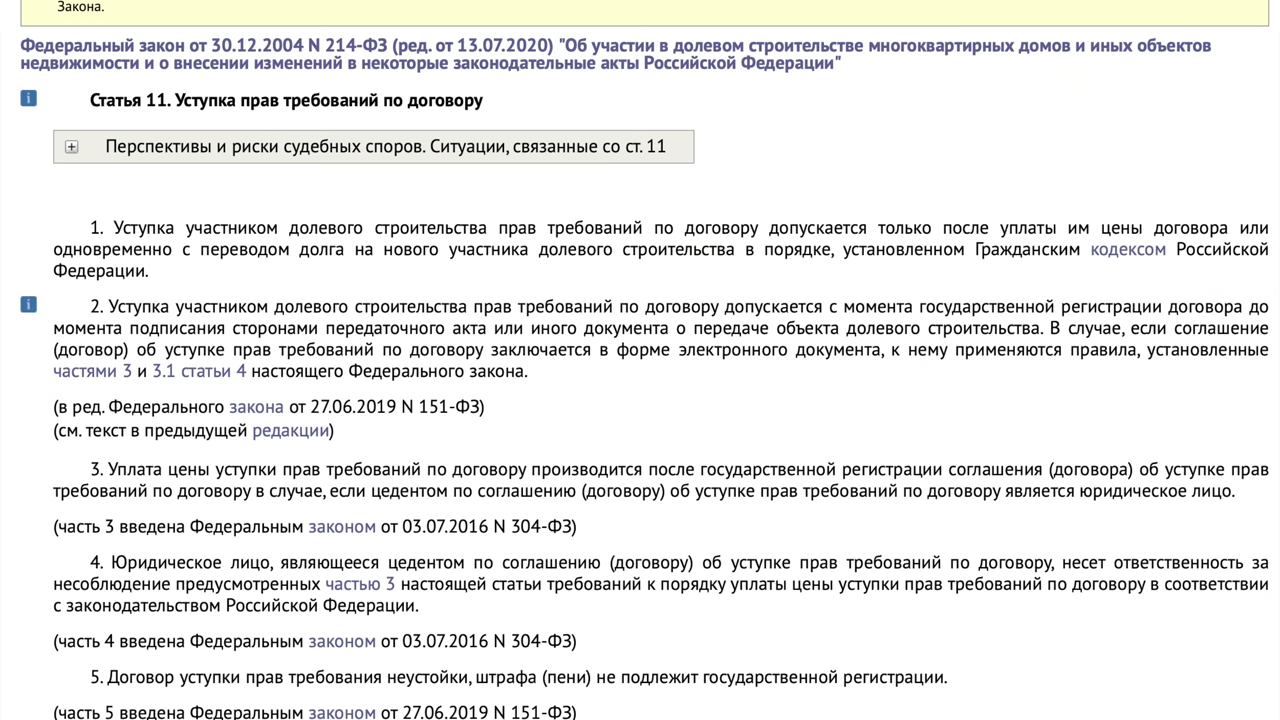 Закона.
Федеральный закон от 30.12.2004 N 214-ФЗ (ред. от 13.07.2020) "Об участии в долевом строительстве многоквартирных домов и иных объектов
недвижимости и о внесении изменений в некоторые законодательные акты Российской Федерации"
Статья 11. Уступка прав требований по договору
Перспективы и риски судебных споров. Ситуации, связанные со ст. 11
1. Уступка участником долевого строительства прав требований по договору допускается только после уплаты им цены договора или
одновременно с переводом долга на нового участника долевого строительства в порядке, установленном Гражданским кодексом Российской
Федерации.
2. Уступка участником долевого строительства прав требований по договору допускается с момента государственной регистрации договора до
момента подписания сторонами передаточного акта или иного документа о передаче объекта долевого строительства. В случае, если соглашение
(договор) об уступке прав требований по договору заключается в форме электронного документа, к нему применяются правила, установленные
частями 3 и 3.1 статьи 4 настоящего Федерального закона.
(в ред. Федерального закона от 27.06.2019 N 151-ФЗ)
(см. текст в предыдущей редакции)
3. Уплата цены уступки прав требований по договору производится после государственной регистрации соглашения (договора) об уступке прав
требований по договору в случае, если цедентом по соглашению (договору) об уступке прав требований по договору является юридическое лицо.
(часть 3 введена Федеральным законом от 03.07.2016 N 304-ФЗ)
4. Юридическое лицо, являющееся цедентом по соглашению (договору) об уступке прав требований по договору, несет ответственность за
несоблюдение предусмотренных частью 3 настоящей статьи требований к порядку уплаты цены уступки прав требований по договору в соответствии
с законодательством Российской Федерации.
(часть 4 введена Федеральным законом от 03.07.2016 N 304-ФЗ)
5. Договор уступки прав требования неустойки, штрафа (пени) не подлежит государственной регистрации.
(часть 5 введена Федеральным законом от 27.06.2019 N 151-ФЗ)